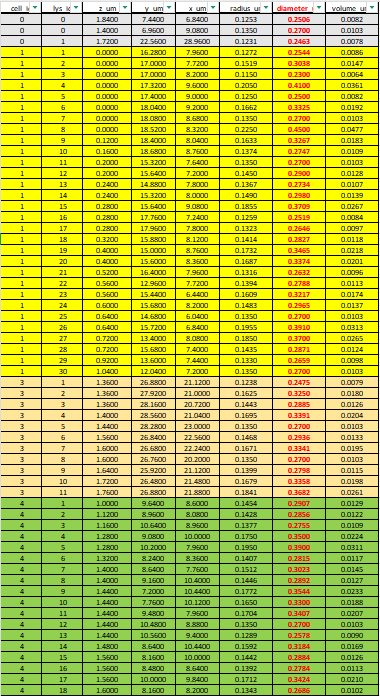 cell_i lys_i z_um y_um x_um radius_u diameter_ volume_u
0 0 1.8400 7.4400 6.8400 0.1253 0.2506 0.0082
0 0 1.4000 6.9600 9.0800 0.1350 0.2700 0.0103
0 1 1.7200 22.5600 28.9600 0.1231 0.2463 0.0078
1 0 0.0000 16.2800 7.9600 0.1272 0.2544 0.0086
1 2 0.0000 17.0000 7.7200 0.1519 0.3038 0.0147
1 3 0.0000 17.0000 8.2000 0.1150 0.2300 0.0064
1 4 0.0000 17.3200 9.6000 0.2050 0.4100 0.0361
1 5 0.0000 17.4000 9.0000 0.1250 0.2500 0.0082
1 6 0.0000 18.0400 9.2000 0.1662 0.3325 0.0192
1 7 0.0000 18.0800 8.6800 0.1350 0.2700 0.0103
1 8 0.0000 18.5200 8.3200 0.2250 0.4500 0.0477
1 9 0.1200 18.4000 8.0400 0.1633 0.3267 0.0183
1 10 0.1600 18.6800 8.7600 0.1374 0.2747 0.0109
1 11 0.2000 15.3200 7.6400 0.1350 0.2700 0.0103
1 12 0.2000 15.6400 7.2000 0.1450 0.2900 0.0128
1 13 0.2400 14.8800 7.8000 0.1367 0.2734 0.0107
1 14 0.2400 15.3200 8.0000 0.1490 0.2980 0.0139
1 15 0.2800 15.6400 9.0800 0.1855 0.3709 0.0267
1 16 0.2800 17.7600 7.2400 0.1259 0.2519 0.0084
1 17 0.2800 17.9600 7.8000 0.1323 0.2646 0.0097
1 18 0.3200 15.8800 8.1200 0.1414 0.2827 0.0118
1 19 0.4000 15.0000 8.7600 0.1732 0.3465 0.0218
1 20 0.4000 15.6000 8.3600 0.1687 0.3374 0.0201
1 21 0.5200 16.4000 7.9600 0.1316 0.2632 0.0096
1 22 0.5600 12.9600 7.7200 0.1394 0.2788 0.0113
1 23 0.5600 15.4400 6.4400 0.1609 0.3217 0.0174
1 24 0.6000 15.6800 8.2000 0.1483 0.2965 0.0137
1 25 0.6400 14.6800 6.0400 0.1350 0.2700 0.0103
1 26 0.6400 15.7200 6.8400 0.1955 0.3910 0.0313
1 27 0.7200 13.4000 8.0800 0.1850 0.3700 0.0265
1 28 0.7200 15.6800 7.4000 0.1435 0.2871 0.0124
1 29 0.9200 13.6000 7.4400 0.1330 0.2659 0.0098
1 30 1.0400 12.0400 7.2000 0.1350 0.2700 0.0103
3 1 1.3600 26.8800 21.1200 0.1238 0.2475 0.0079
3 2 1.3600 27.9200 21.0000 0.1625 0.3250 0.0180
3 3 1.3600 28.1600 20.7200 0.1443 0.2885 0.0126
3 4 1.4000 28.5600 21.0400 0.1695 0.3391 0.0204
3 5 1.4400 28.2800 23.0000 0.1350 0.2700 0.0103
3 6 1.5600 26.8400 22.5600 0.1468 0.2936 0.0133
3 7 1.6000 26.6800 22.2400 0.1671 0.3341 0.0195
3 8 1.6000 26.7600 20.2000 0.1350 0.2700 0.0103
3 9 1.6400 25.9200 21.1200 0.1399 0.2798 0.0115
3 10 1.7200 26.4800 21.4800 0.1679 0.3358 0.0198
3 11 1.7600 26.8800 21.8800 0.1841 0.3682 0.0261
4 1 1.0000 9.6400 8.6000 0.1454 0.2907 0.0129
4 2 1.1200 8.9600 8.0800 0.1428 0.2856 0.0122
4 3 1.1600 10.6400 8.9600 0.1377 0.2755 0.0109
4 4 1.2800 9.0800 10.0000 0.1750 0.3500 0.0224
4 5 1.2800 10.2000 7.9600 0.1950 0.3900 0.0311
4 6 1.3200 8.2400 8.3600 0.1407 0.2815 0.0117
4 7 1.4000 8.6400 7.7600 0.1512 0.3023 0.0145
4 8 1.4400 9.1600 10.4000 0.1446 0.2892 0.0127
4 9 1.4400 7.2000 10.4400 0.1772 0.3544 0.0233
4 10 1.4400 7.7600 10.1200 0.1650 0.3300 0.0188
4 11 1.4400 9.4800 7.9600 0.1704 0.3407 0.0207
4 12 1.4400 10.4800 8.8800 0.1350 0.2700 0.0103
4 13 1.4400 10.5600 9.4000 0.1289 0.2578 0.0090
4 14 1.4800 8.6400 10.4400 0.1592 0.3184 0.0169
4 15 1.5600 8.1600 10.0000 0.1442 0.2884 0.0126
4 16 1.5600 8.4800 8.6400 0.1392 0.2784 0.0113
4 17 1.5600 10.0000 9.8400 0.1712 0.3424 0.0210
4 18 1.6000 8.1600 9.2000 0.1343 0.2686 0.0102